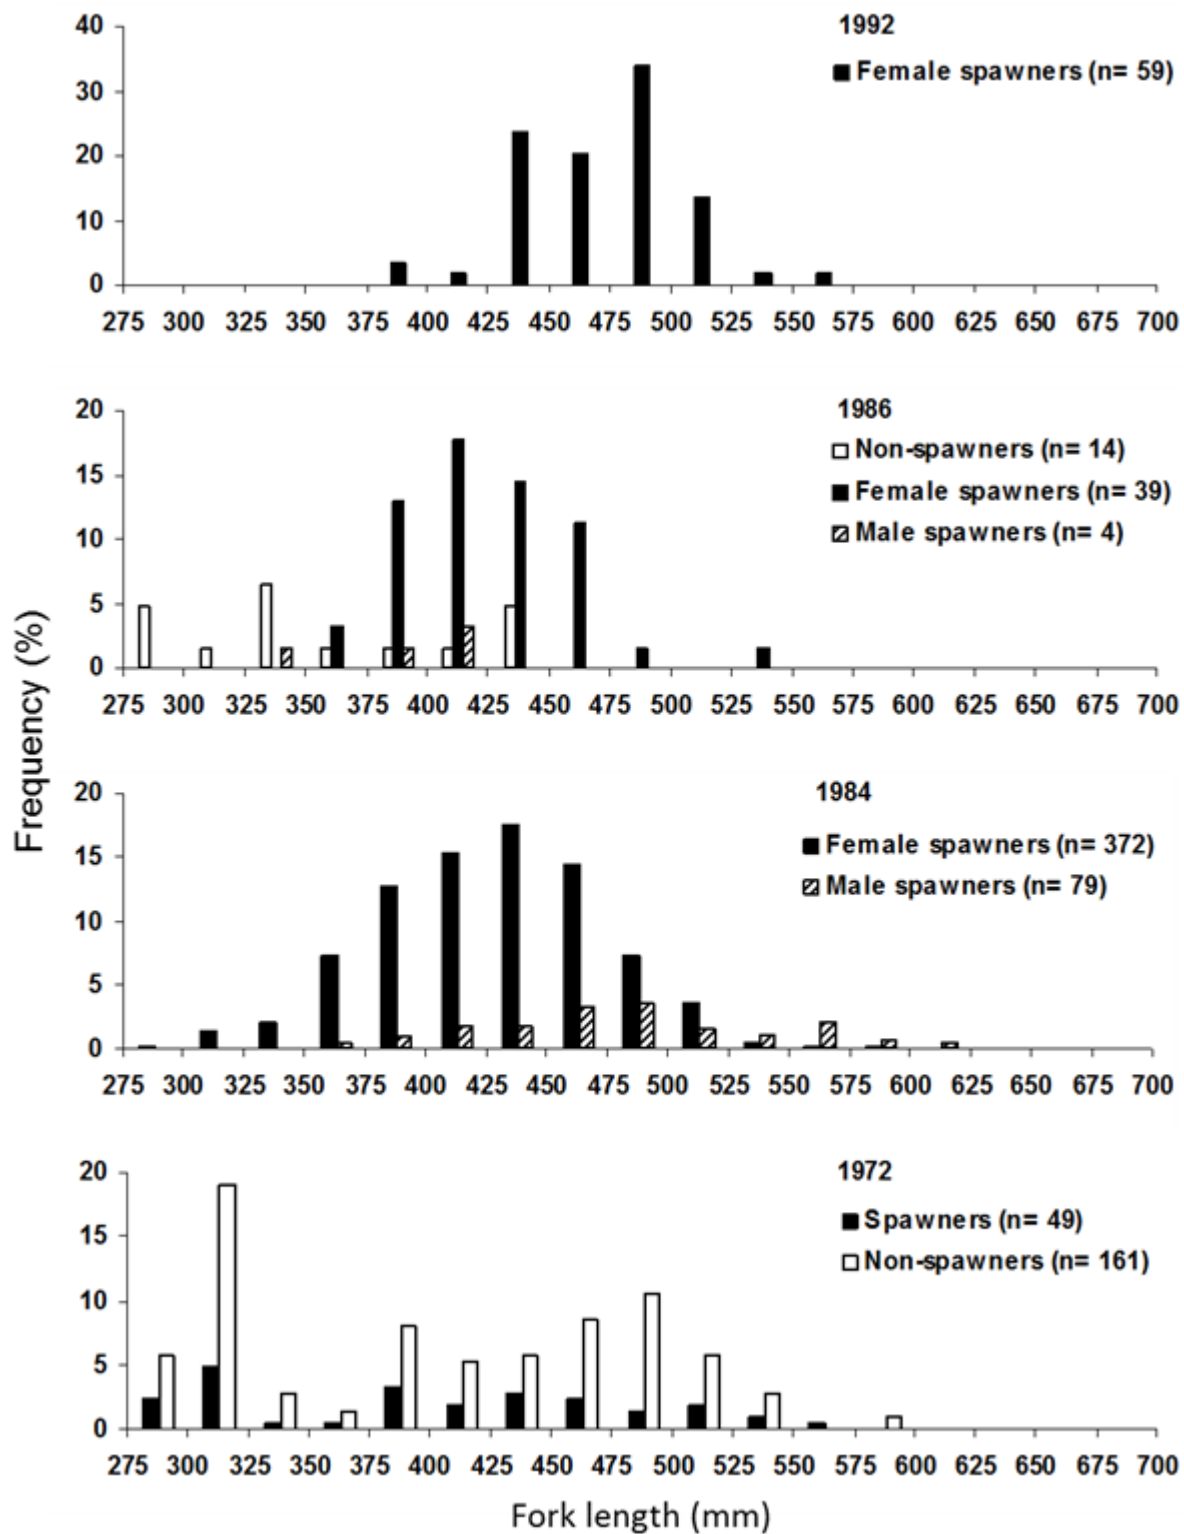 1992
Female spawners (n= 59)
40
30
20
10
0
275 300 325 350 375 400 425 450 475 500 525 550 575 600 625 650 675 700
1986
Non-spawners (n= 14)
Female spawners (n= 39)
Male spawners (n= 4)
20
15
10
5
0
275 300 325 350 375 400 425 450 475 500 525 550 575 600 625 650 675 700
Frequency (%)
1984
Female spawners (n= 372)
Male spawners (n= 79)
20
15
10
5
0
275 300 325 350 375 400 425 450 475 500 525 550 575 600 625 650 675 700
1972
Spawners (n= 49)
Non-spawners (n= 161)
20
15
10
5
0
275 300 325 350 375 400 425 450 475 500 525 550 575 600 625 650 675 700
Fork length (mm)